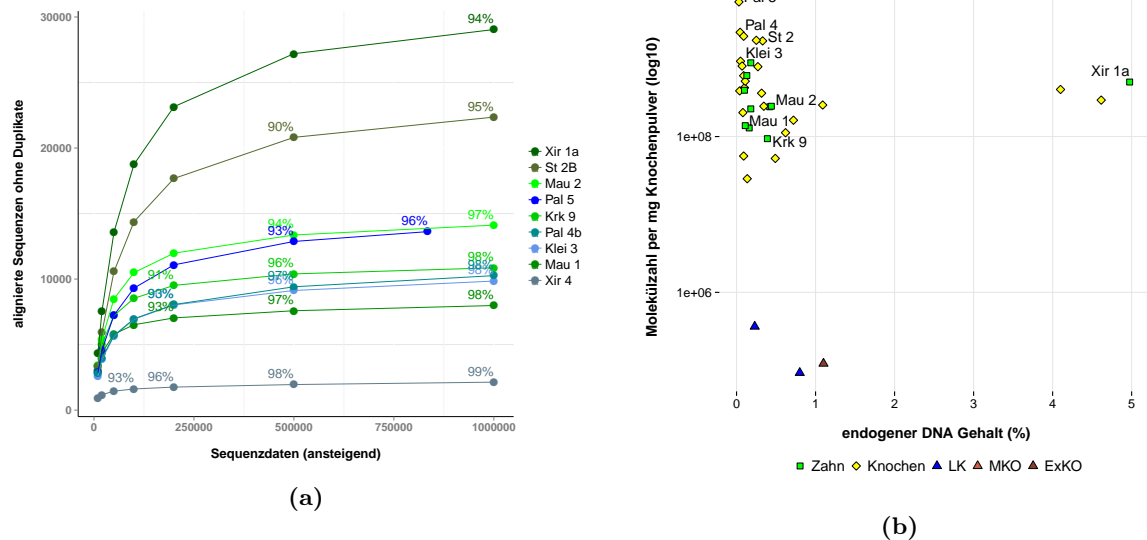 alignierte Sequenzen ohne Duplikate
30000
20000
10000
0
94%
95%
90%
97%
94%
96%
93%
98%
96%
91%
98%
97%
93%
98%
96%
98%
97%
93%
99%
98%
96%
93%
0
250000
500000
750000
1000000
Sequenzdaten (ansteigend)
Xir 1a
St 2B
Mau 2
Pal 5
Krk 9
Pal 4b
Klei 3
Mau 1
Xir 4
(a)
Molekülzahl per mg Knochenpulver (log10)
1e+08
1e+06
Pal 4
St 2
Klei 3
Xir 1a
Mau 2
Mau 1
Krk 9
0
1
2
3
4
5
endogener DNA Gehalt (%)
Zahn Knochen LK MKO ExKO
(b)